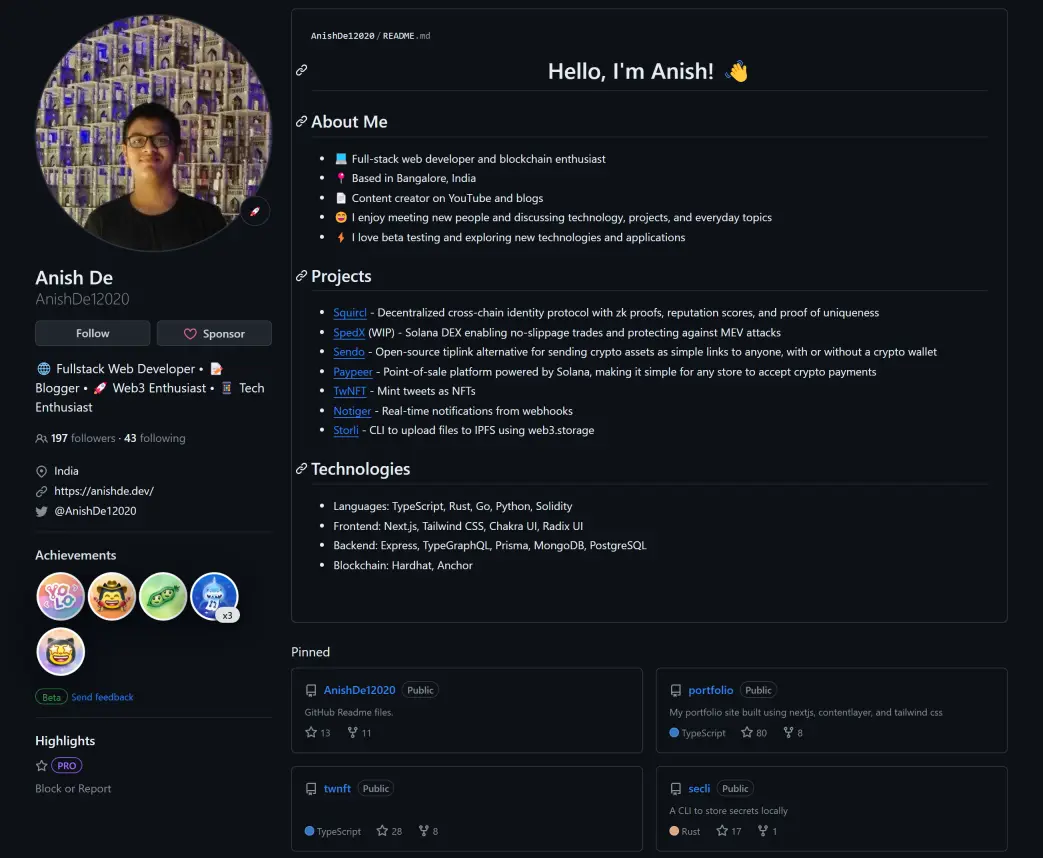 Anish De
AnishDe12020
Follow
Sponsor
🌐 Fullstack Web Developer • 📝
Blogger • 🚀 Web3 Enthusiast • 🧵 Tech
Enthusiast
197 followers · 43 following
India
https://anishde.dev/
@AnishDe12020
Achievements
YOLO
x3
Beta Send feedback
Highlights
PRO
Block or Report
AnishDe12020 / README.md
Hello, I'm Anish! 👋
About Me
• 💻 Full-stack web developer and blockchain enthusiast
• 📍 Based in Bangalore, India
• 📄 Content creator on YouTube and blogs
• 😄 I enjoy meeting new people and discussing technology, projects, and everyday topics
• ⚡ I love beta testing and exploring new technologies and applications
Projects
• Squircl - Decentralized cross-chain identity protocol with zk proofs, reputation scores, and proof of uniqueness
• SpedX (WIP) - Solana DEX enabling no-slippage trades and protecting against MEV attacks
• Sendo - Open-source tiplink alternative for sending crypto assets as simple links to anyone, with or without a crypto wallet
• Paypeer - Point-of-sale platform powered by Solana, making it simple for any store to accept crypto payments
• TwNFT - Mint tweets as NFTs
• Notiger - Real-time notifications from webhooks
• Storli - CLI to upload files to IPFS using web3.storage
Technologies
• Languages: TypeScript, Rust, Go, Python, Solidity
• Frontend: Next.js, Tailwind CSS, Chakra UI, Radix UI
• Backend: Express, TypeGraphQL, Prisma, MongoDB, PostgreSQL
• Blockchain: Hardhat, Anchor
Pinned
AnishDe12020 Public
GitHub Readme files.
13 11
portfolio Public
My portfolio site built using nextjs, contentlayer, and tailwind css
TypeScript 80 8
twnft Public
TypeScript 28 8
secli Public
A CLI to store secrets locally
Rust 17 1